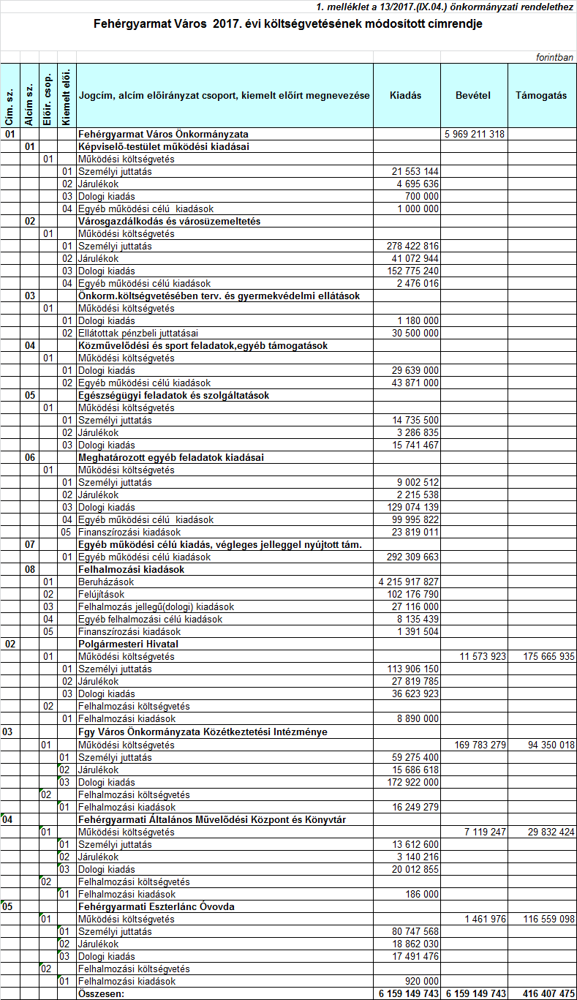 1. melléklet a 13/2017.(IX.04.) önkormányzati rendelethez
Fehérgyarmat Város 2017. évi költségvetésének módosított címrendje
forintban
Cím. sz. Alcím sz. Előir. csop. Kiemelt elői. Jogcím, alcím előirányzat csoport, kiemelt előírt megnevezése Kiadás Bevétel Támogatás
01 Fehérgyarmat Város Önkormányzata 5 969 211 318
01 Képviselő-testület működési kiadásai
01 Működési költségvetés
01 Személyi juttatás 21 553 144
02 Járulékok 4 695 636
03 Dologi kiadás 700 000
04 Egyéb működési célú kiadások 1 000 000
02 Városgazdálkodás és városüzemeltetés
01 Működési költségvetés
01 Személyi juttatás 278 422 816
02 Járulékok 41 072 944
03 Dologi kiadás 152 775 240
04 Egyéb működési célú kiadások 2 476 016
03 Önkorm.költségvetésében terv. és gyermekvédelmi ellátások
01 Működési költségvetés
01 Dologi kiadás 1 180 000
02 Ellátottak pénzbeli juttatásai 30 500 000
04 Közművelődési és sport feladatok,egyéb támogatások
01 Működési költségvetés
01 Dologi kiadás 29 639 000
02 Egyéb működési célú kiadások 43 871 000
05 Egészségügyi feladatok és szolgáltatások
01 Működési költségvetés
01 Személyi juttatás 14 735 500
02 Járulékok 3 286 835
03 Dologi kiadás 15 741 467
06 Meghatározott egyéb feladatok kiadásai
01 Működési költségvetés
01 Személyi juttatás 9 002 512
02 Járulékok 2 215 538
03 Dologi kiadás 129 074 139
04 Egyéb működési célú kiadások 99 995 822
05 Finanszírozási kiadások 23 819 011
07 Egyéb működési célú kiadás, végleges jelleggel nyújtott tám.
01 Egyéb működési célú kiadások 292 309 663
08 Felhalmozási kiadások
01 Beruházások 4 215 917 827
02 Felújítások 102 176 790
03 Felhalmozás jellegű(dologi) kiadások 27 116 000
04 Egyéb felhalmozási célú kiadások 8 135 439
05 Finanszírozási kiadások 1 391 504
02 Polgármesteri Hivatal
01 Működési költségvetés 11 573 923 175 665 935
01 Személyi juttatás 113 906 150
02 Járulékok 27 819 785
03 Dologi kiadás 36 623 923
02 Felhalmozási költségvetés
01 Felhalmozási kiadások 8 890 000
03 Fgy Város Önkormányzata Közétkeztetési Intézménye
01 Működési költségvetés 169 783 279 94 350 018
01 Személyi juttatás 59 275 400
02 Járulékok 15 686 618
03 Dologi kiadás 172 922 000
02 Felhalmozási költségvetés
01 Felhalmozási kiadások 16 249 279
04 Fehérgyarmati Általános Művelődési Központ és Könyvtár
01 Működési költségvetés 7 119 247 29 832 424
01 Személyi juttatás 13 612 600
02 Járulékok 3 140 216
03 Dologi kiadás 20 012 855
02 Felhalmozási költségvetés
01 Felhalmozási kiadások 186 000
05 Fehérgyarmati Eszterlánc Óvovda
01 Működési költségvetés 1 461 976 116 559 098
01 Személyi juttatás 80 747 568
02 Járulékok 18 862 030
03 Dologi kiadás 17 491 476
02 Felhalmozási költségvetés
01 Felhalmozási kiadások 920 000
Összesen: 6 159 149 743 6 159 149 743 416 407 475